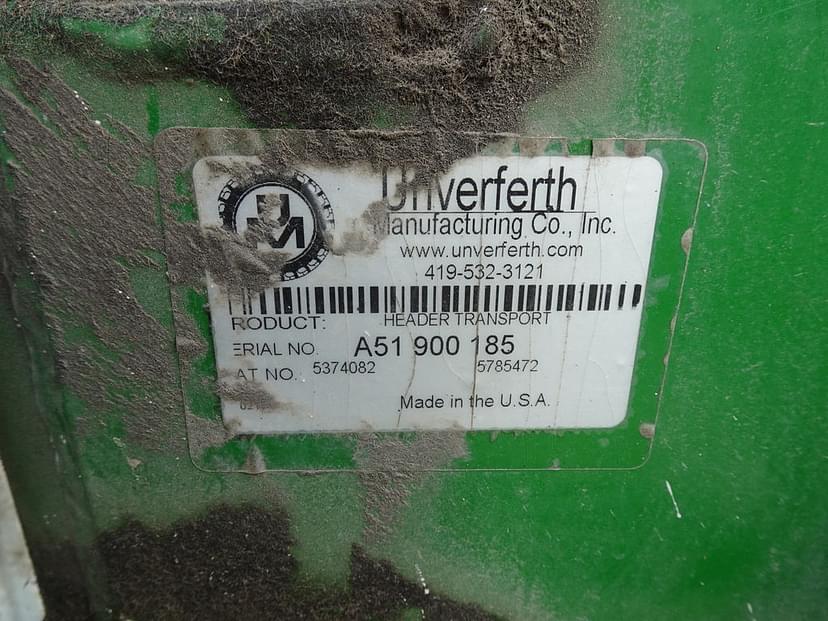 UM
Unverferth
Manufacturing Co., Inc.
www.unverferth.com
419-532-3121
RODUCT: HEADER TRANSPORT
ERIAL NO. A51 900 185
AT NO. 5374082 5785472
Made in the U.S.A.